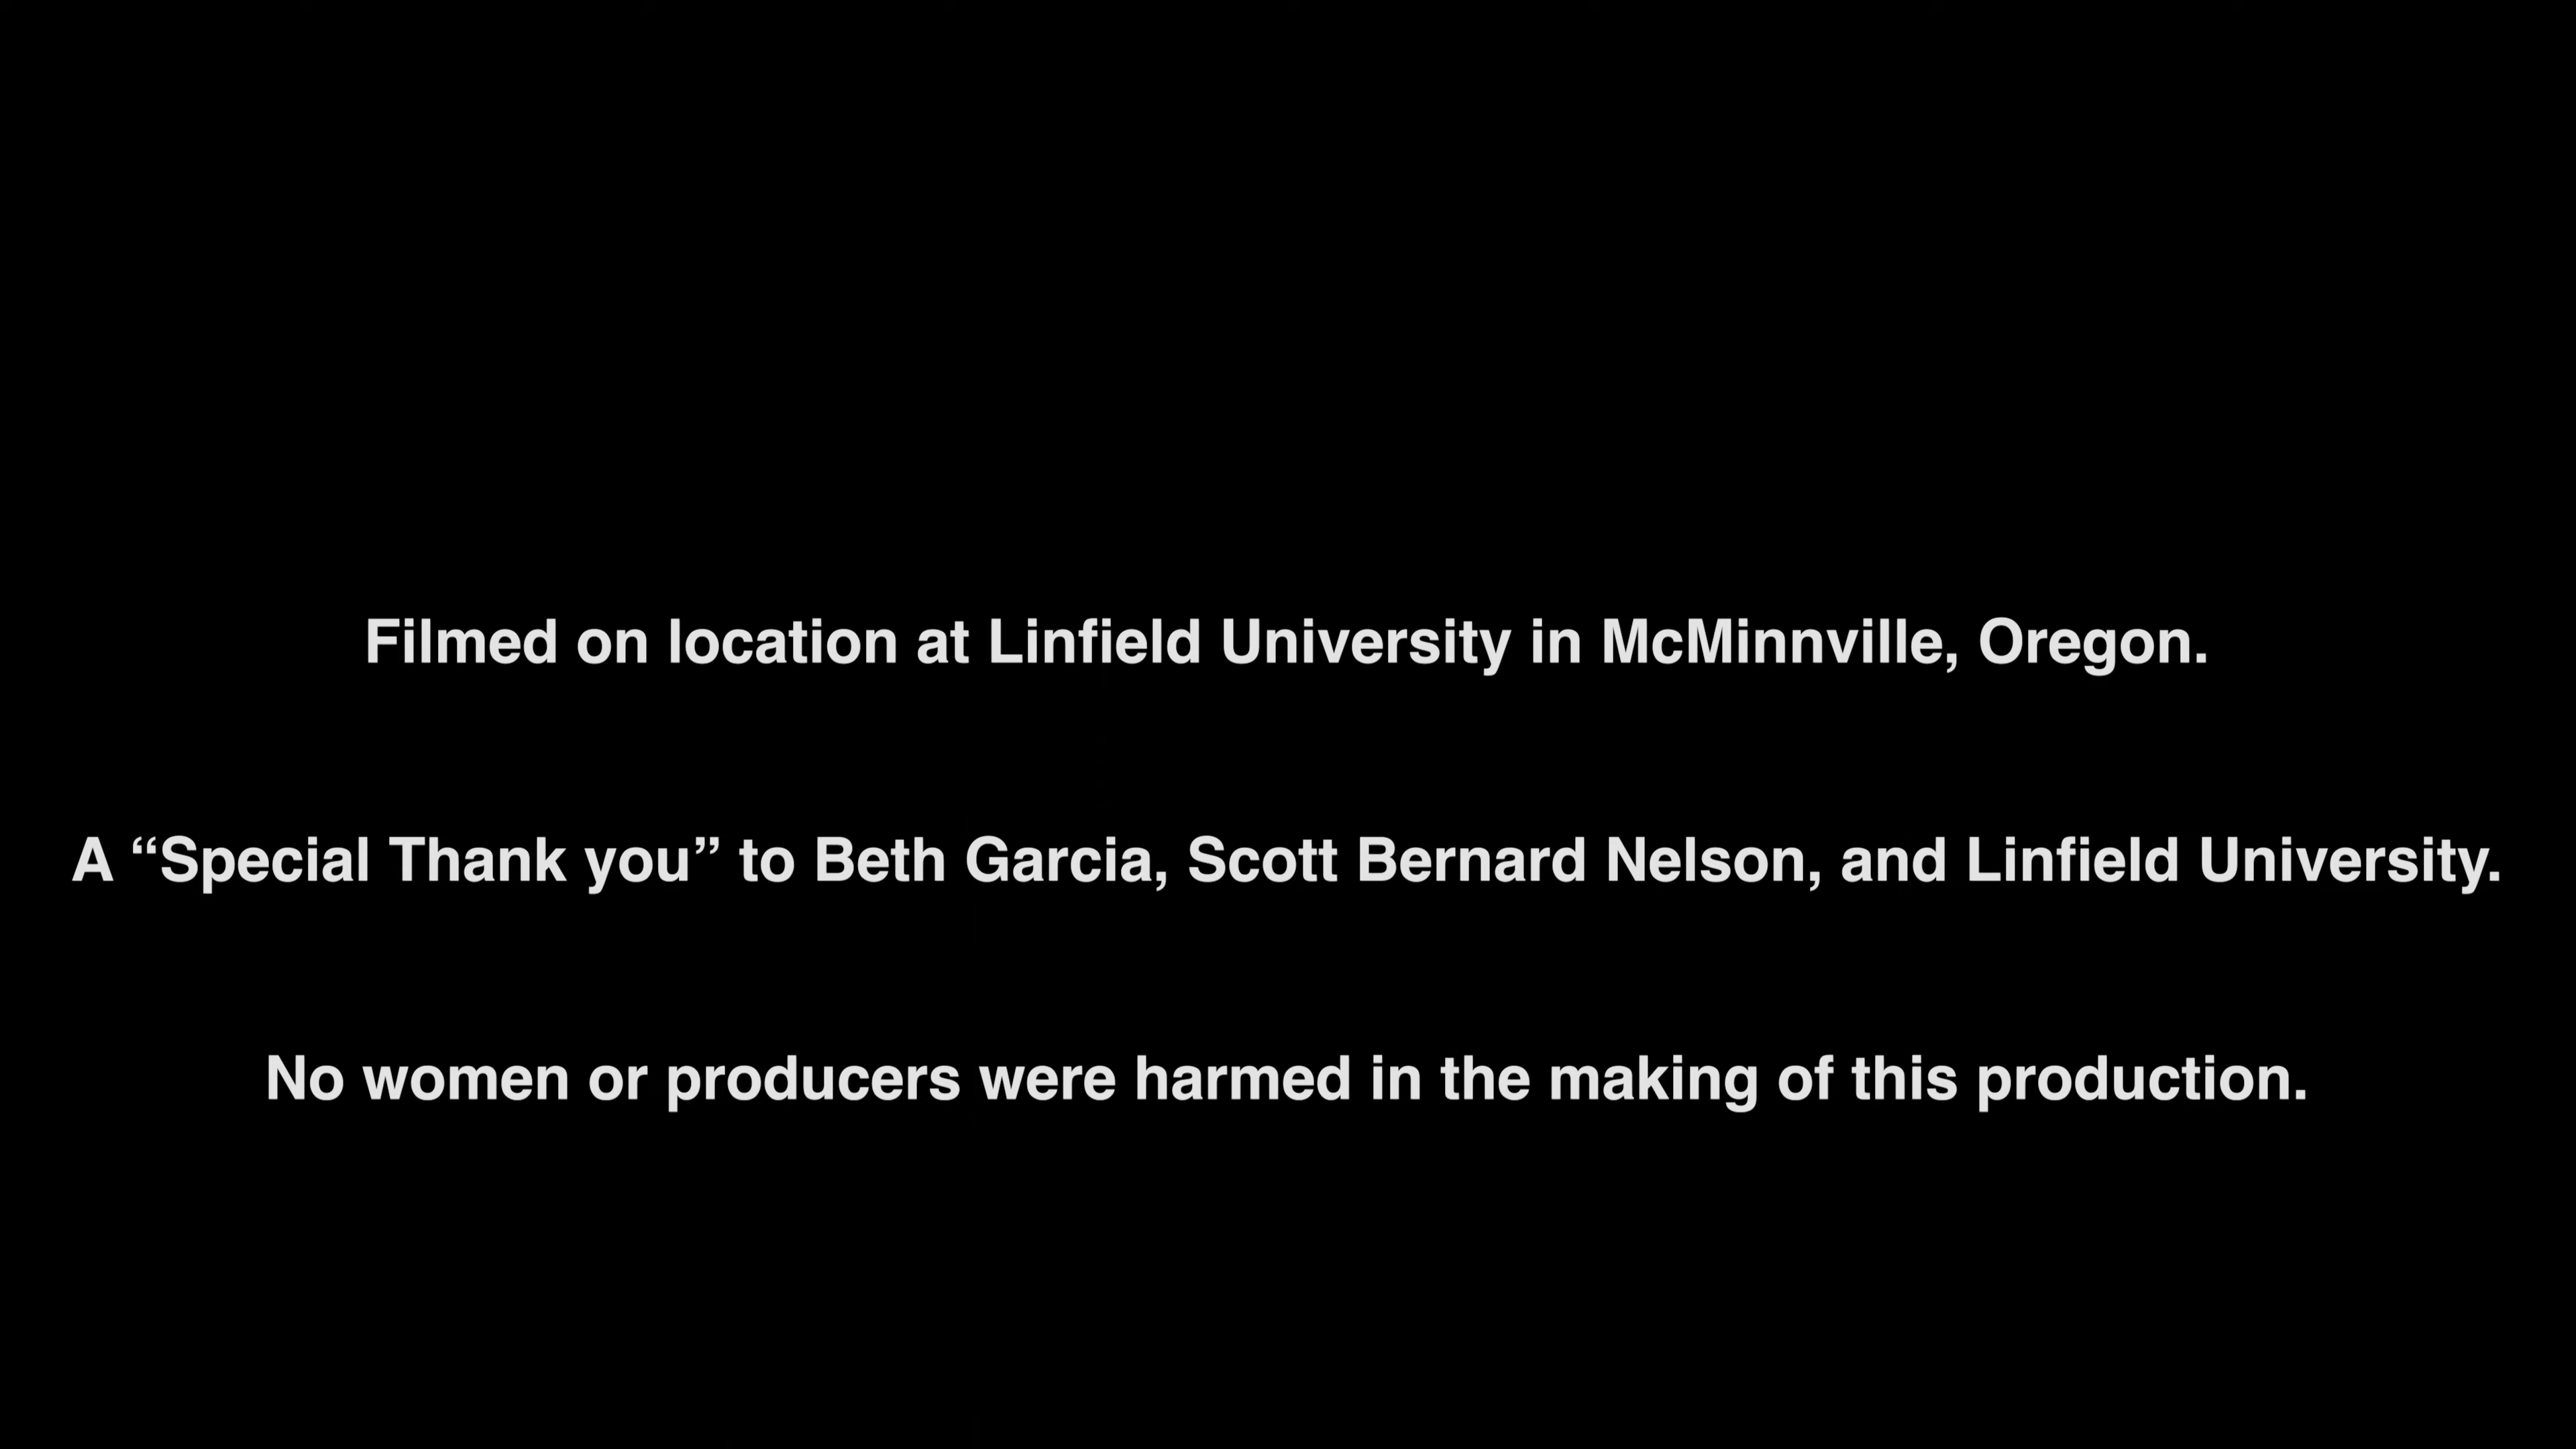 Filmed on location at Linfield University in McMinnville, Oregon.
A “Special Thank you” to Beth Garcia, Scott Bernard Nelson, and Linfield University.
No women or producers were harmed in the making of this production.